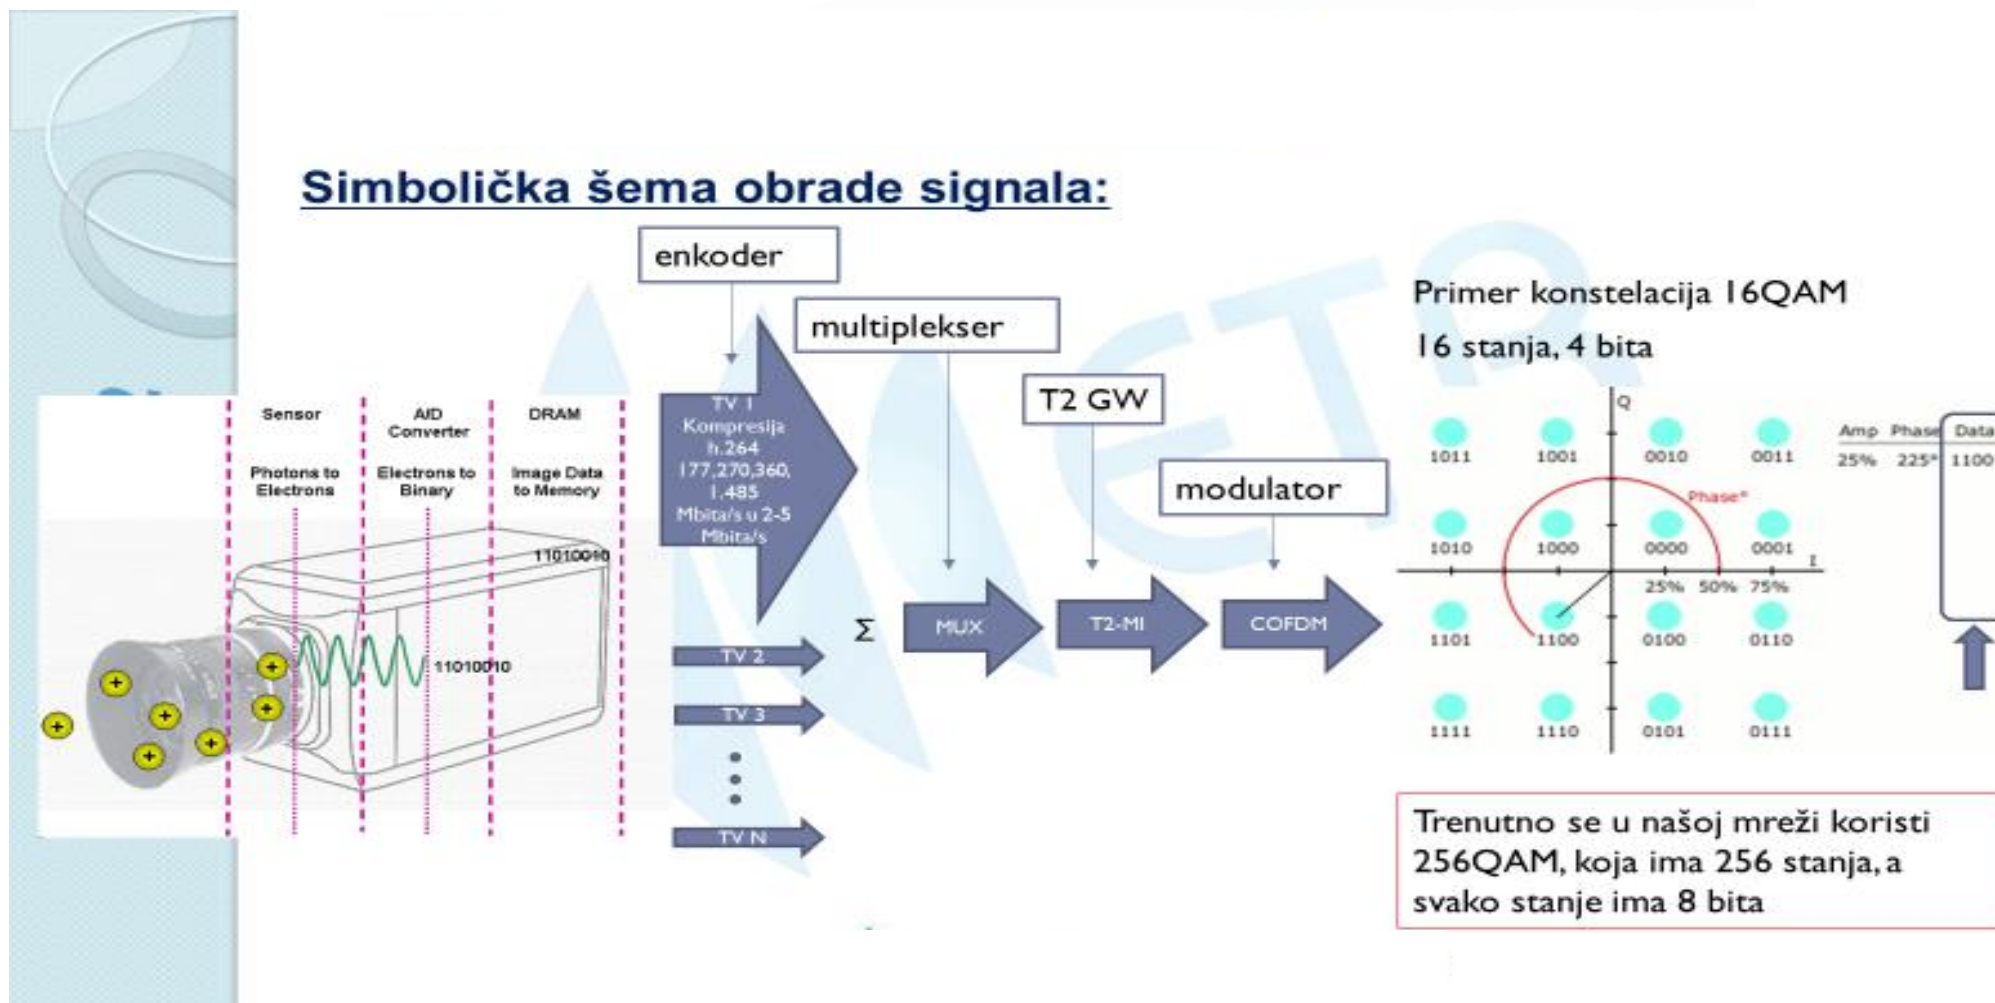 Simbolička šema obrade signala:
enkoder
multiplekser
T2 GW
modulator
Sensor
A/D
Converter
DRAM
Photons to
Electrons
Electrons to
Binary
Image Data
to Memory
11010010
11010010
TV 1
Kompresija
h.264
177,270,360,
1.485
Mbita/s u 2-5
Mbita/s
TV 2
TV 3
TV N
Σ
MUX
T2-MI
COFDM
Primer konstelacija 16QAM
16 stanja, 4 bita
Q
Amp Phase Data
25% 225° 1100
1011 1001 0010 0011
Phase°
1010 1000 0000 0001
I
25% 50% 75%
1101 1100 0100 0110
1111 1110 0101 0111
Trenutno se u našoj mreži koristi
256QAM, koja ima 256 stanja, a
svako stanje ima 8 bita
ETR